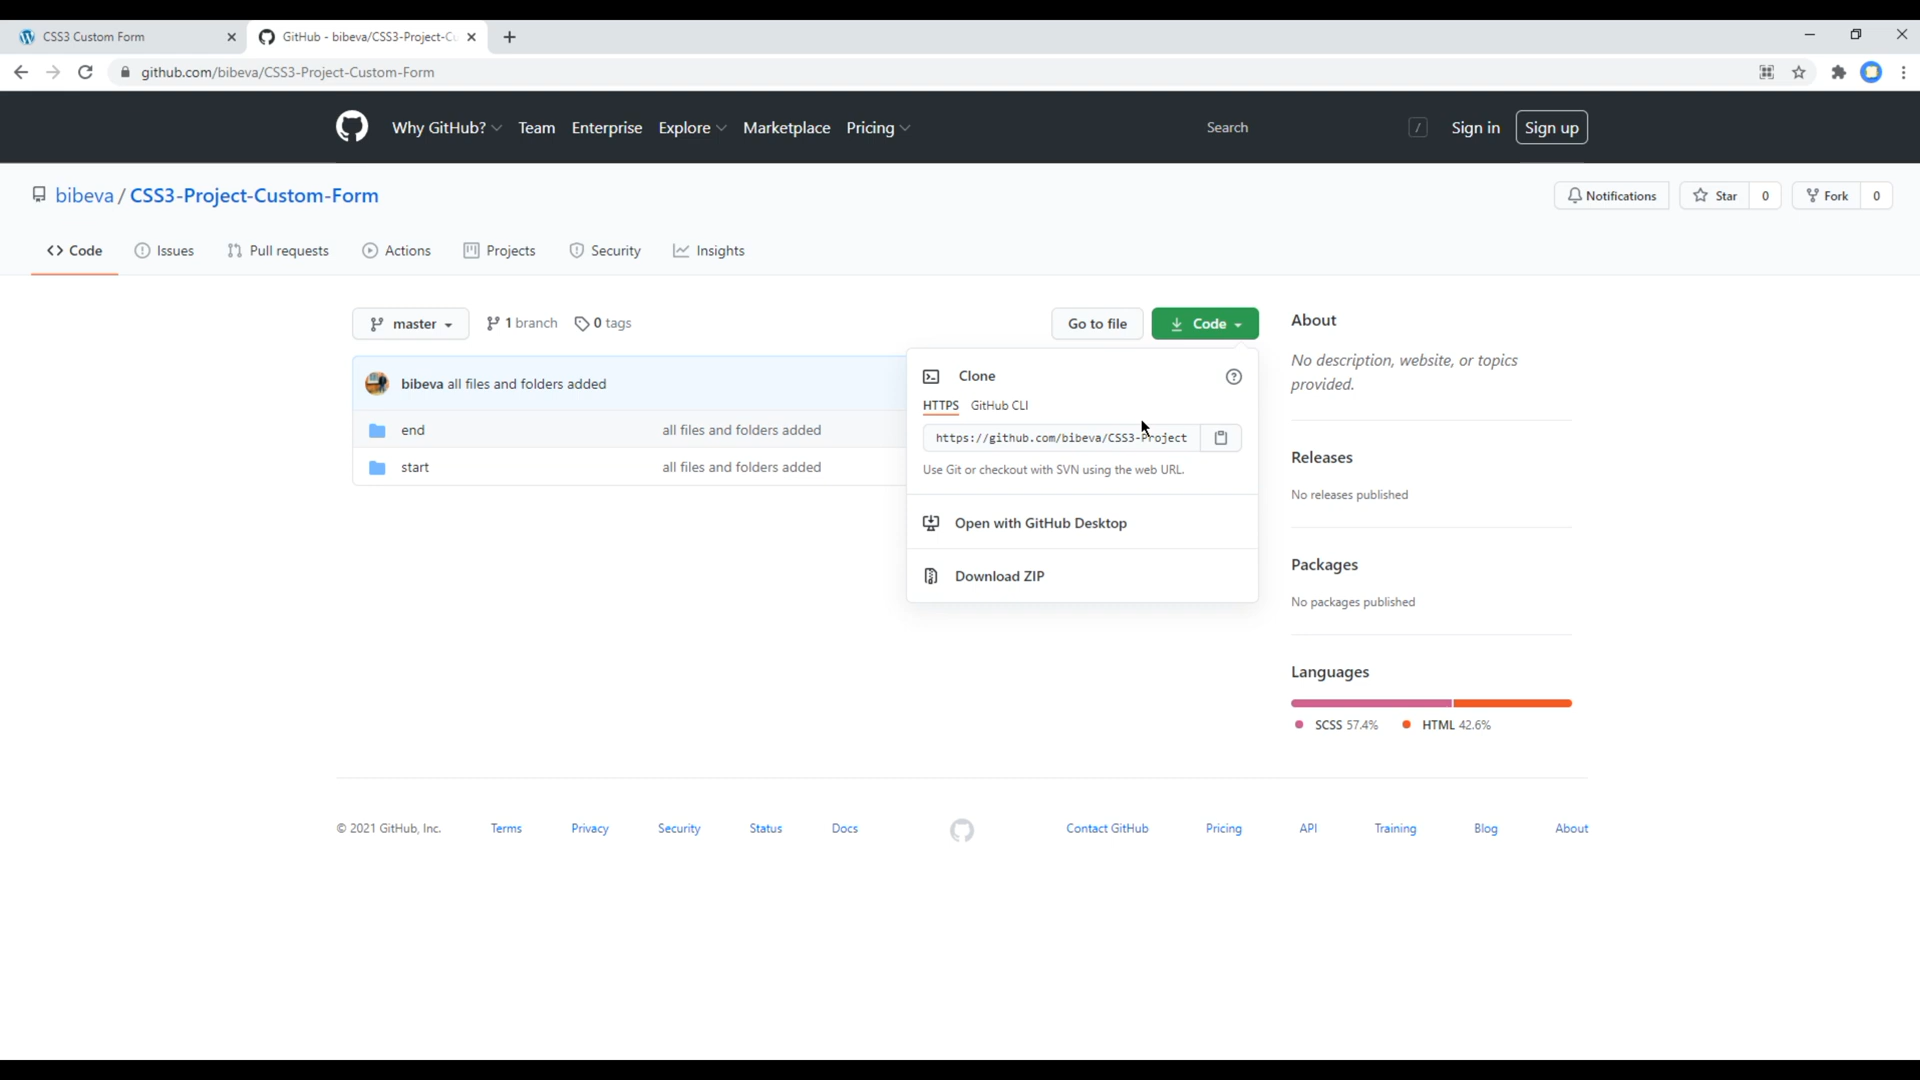 CSS3 Custom Form
GitHub - bibeva/CSS3-Project-Cu
github.com/bibeva/CSS3-Project-Custom-Form
Why GitHub? Team Enterprise Explore Marketplace Pricing
Search
/
Sign in Sign up
bibeva / CSS3-Project-Custom-Form
Notifications Star 0 Fork 0
Code Issues Pull requests Actions Projects Security Insights
master 1 branch 0 tags
Go to file Code
bibeva all files and folders added
end all files and folders added
start all files and folders added
Clone
HTTPS GitHub CLI
https://github.com/bibeva/CSS3-Project
Use Git or checkout with SVN using the web URL.
Open with GitHub Desktop
Download ZIP
About
No description, website, or topics
provided.
Releases
No releases published
Packages
No packages published
Languages
SCSS 57.4% HTML 42.6%
© 2021 GitHub, Inc. Terms Privacy Security Status Docs Contact GitHub Pricing API Training Blog About